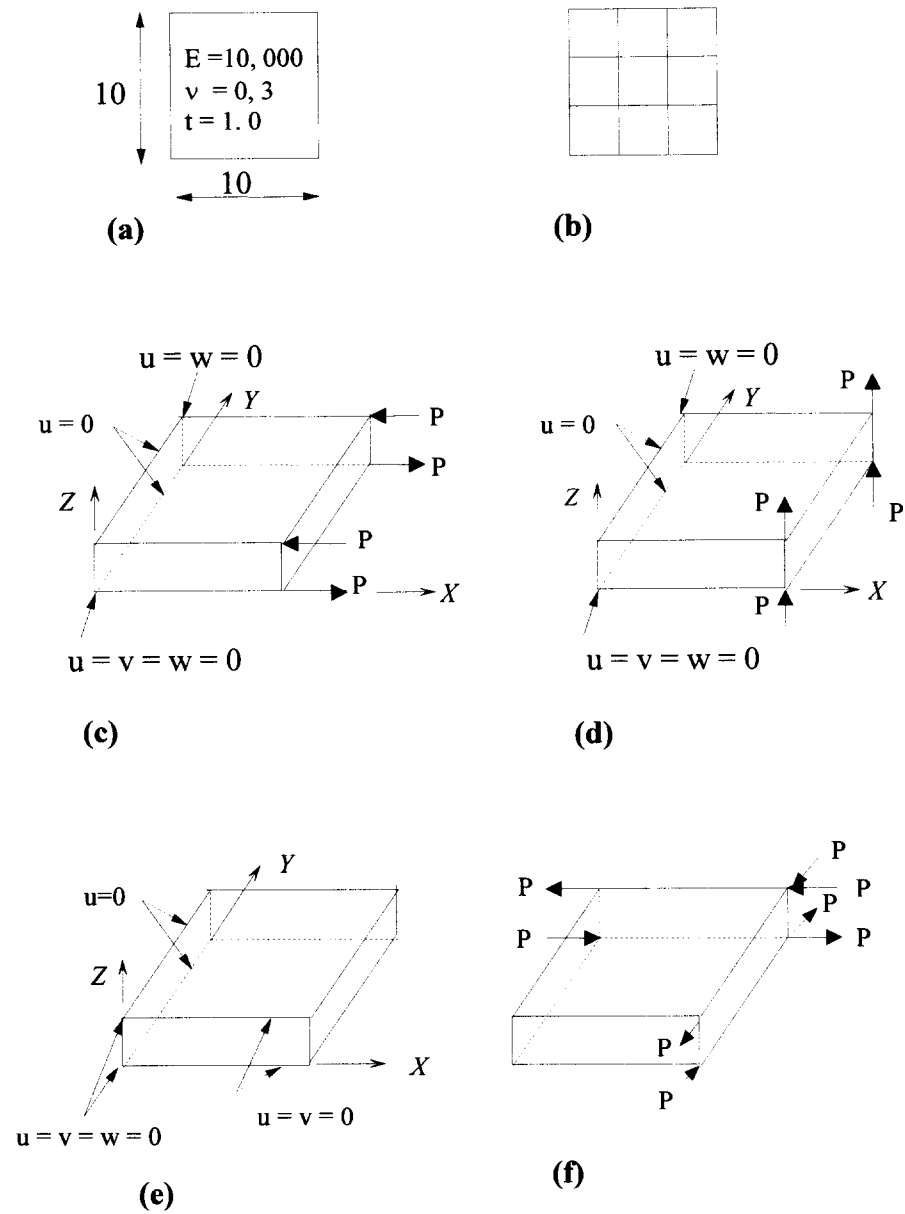 10
E =10, 000
ν = 0, 3
t = 1. 0
10
(a)
(b)
u = w = 0
u = 0
Y
P
P
Z
P
P
X
u = v = w = 0
(c)
u = w = 0
P
Y
u = 0
Z
P
P
P
X
u = v = w = 0
(d)
Y
u=0
Z
X
u = v = 0
u = v = w = 0
(e)
P
P
P
P
P
P
P
P
(f)